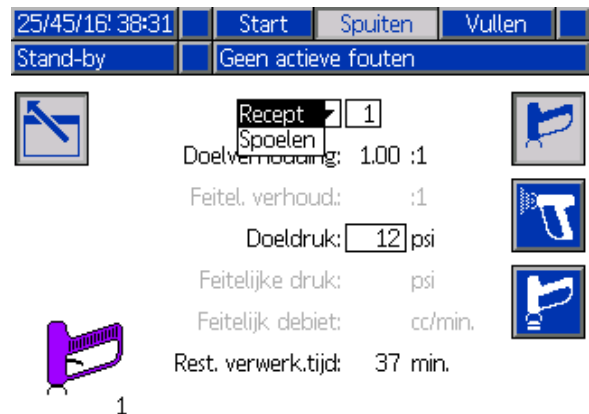 25/45/16 38:31 Start Spuiten Vullen
Stand-by Geen actieve fouten
Recept 1
Spoelen
Doelverhouding: 1.00 :1
Feitel. verhoud.: :1
Doeldruk: 12 psi
Feitelijke druk: psi
Feitelijk debiet: cc/min.
Rest. verwerk.tijd: 37 min.
1